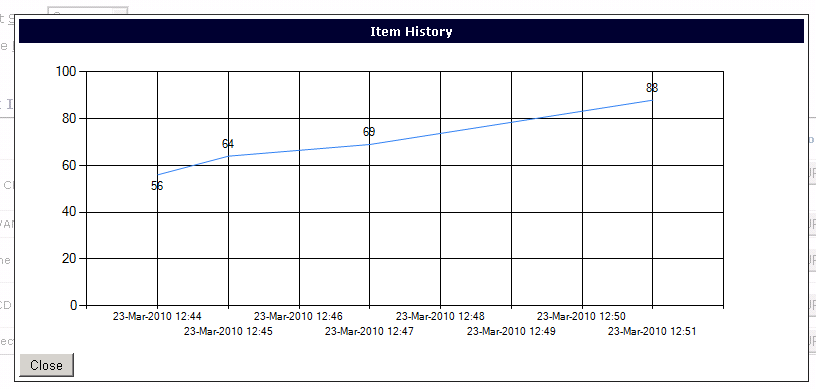 Item History
100
88
80
69
64
60
56
40
20
0
23-Mar-2010 12:44
23-Mar-2010 12:46
23-Mar-2010 12:48
23-Mar-2010 12:50
23-Mar-2010 12:45
23-Mar-2010 12:47
23-Mar-2010 12:49
23-Mar-2010 12:51
Close